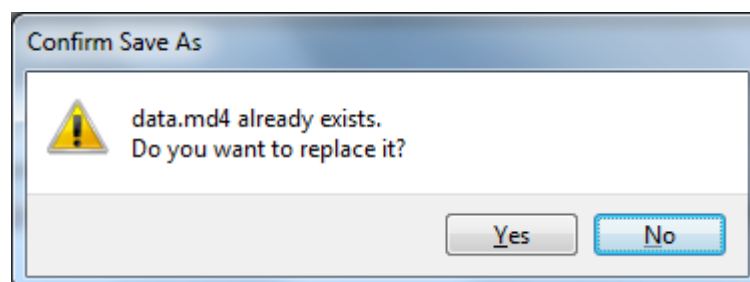 Confirm Save As
data.md4 already exists.
Do you want to replace it?
Yes
No